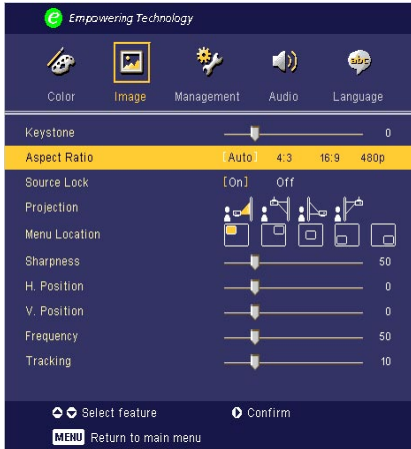 e Empowering Technology
Color Image Management Audio abc Language
Keystone 0
Aspect Ratio [Auto] 4:3 16:9 480p
Source Lock [On] Off
Projection
Menu Location
Sharpness 50
H. Position 0
V. Position 0
Frequency 50
Tracking 10
Select feature Confirm
MENU Return to main menu